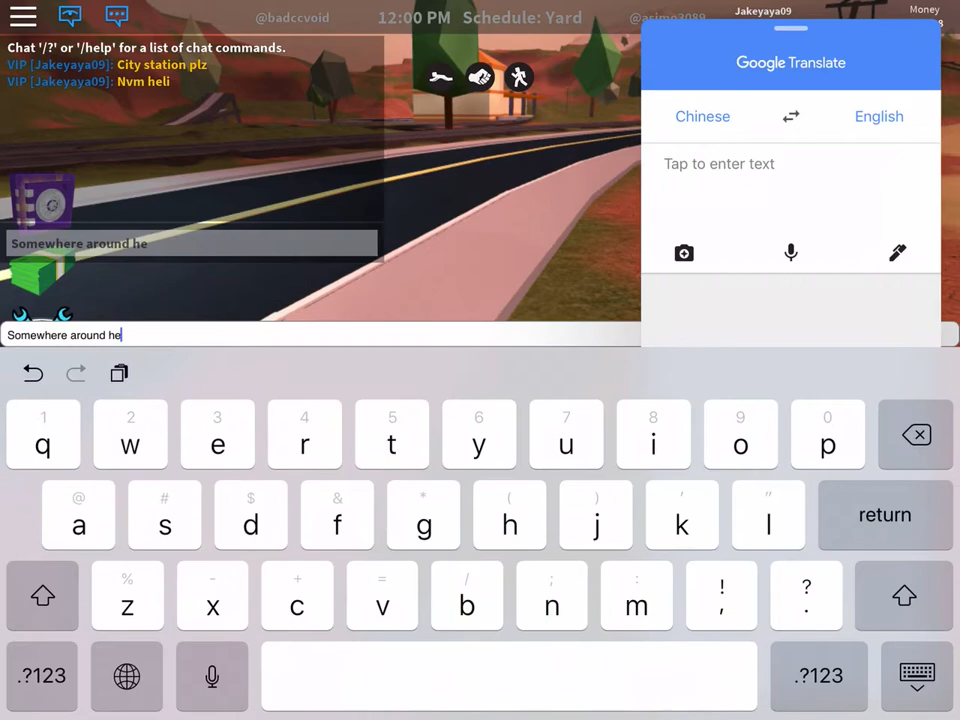 @badccvoid
12:00 PM Schedule: Yard
Jakeyaya09
Money
Chat '/?' or '/help' for a list of chat commands.
VIP [Jakeyaya09]: City station plz
VIP [Jakeyaya09]: Nvm heli
Somewhere around he
Somewhere around he
Google Translate
Chinese
English
Tap to enter text
1 2 3 4 5 6 7 8 9 0
q w e r t y u i o p
@ # $ & * ( ) ' "
a s d f g h j k l return
% - + = / ; : ! ?
z x c v b n m , .
.?123 .?123